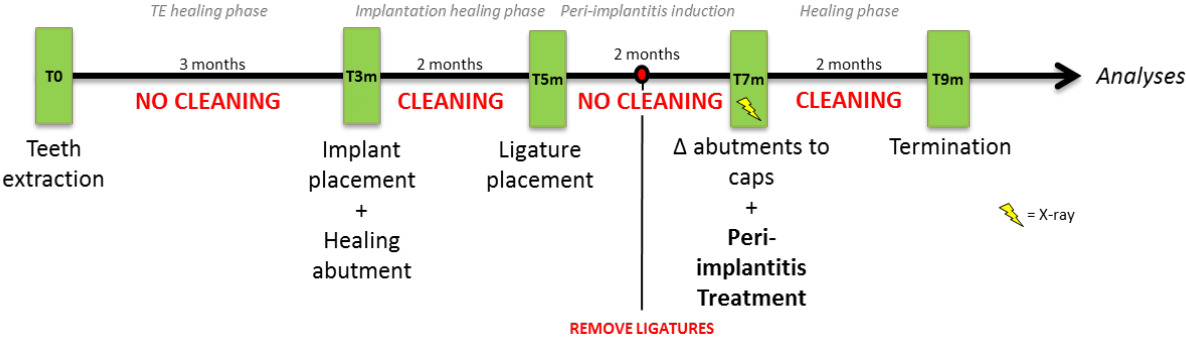 TE healing phase
Implantation healing phase
Peri-implantitis induction
Healing phase
T0
3 months
T3m
2 months
T5m
2 months
T7m
2 months
T9m
Analyses
NO CLEANING
CLEANING
NO CLEANING
CLEANING
Teeth
extraction
Implant
placement
+
Healing
abutment
Ligature
placement
Δ abutments to
caps
+
Peri-
implantitis
Treatment
Termination
= X-ray
REMOVE LIGATURES